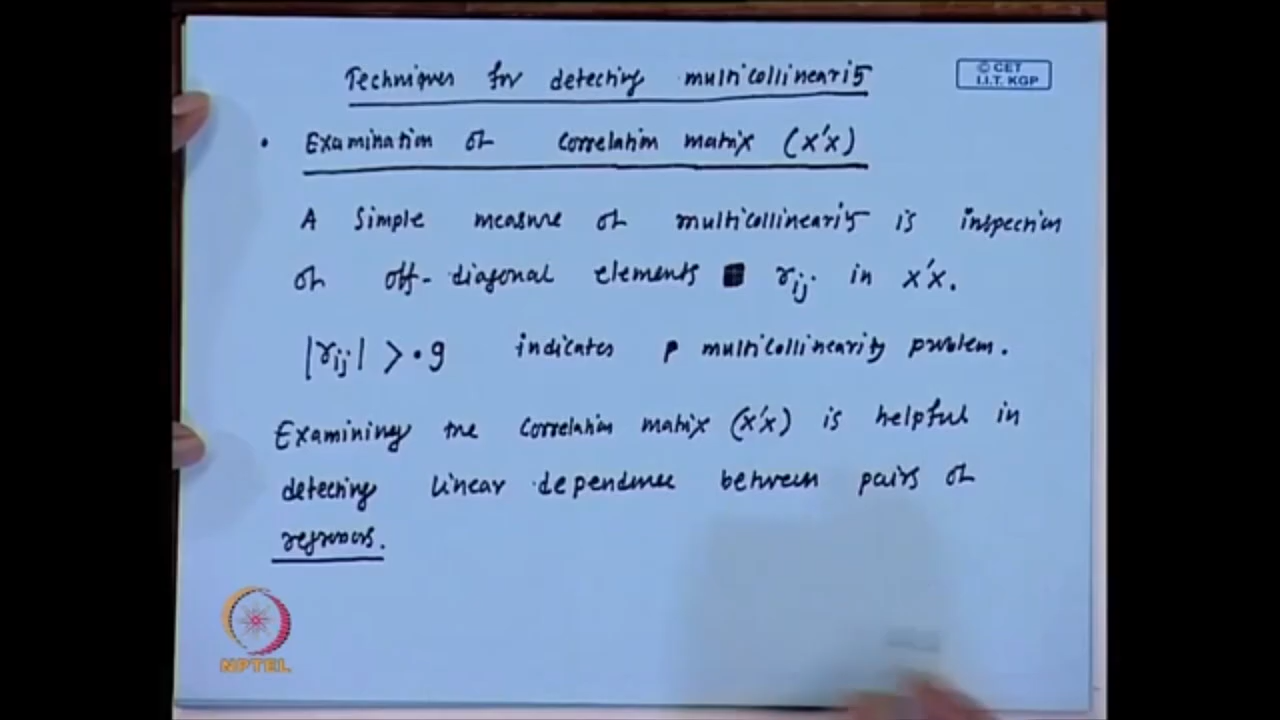 Techniques for detecting multicollinearity
© CET
I.I.T. KGP
• Examination of Correlation matrix (x'x)
A Simple measure of multicollinearity is inspection
of off-diagonal elements rij in x'x.
|rij| > .9 indicates multicollinearity problem.
Examining the Correlation matrix (x'x) is helpful in
detecting linear dependence between pairs of
regressors.
NPTEL